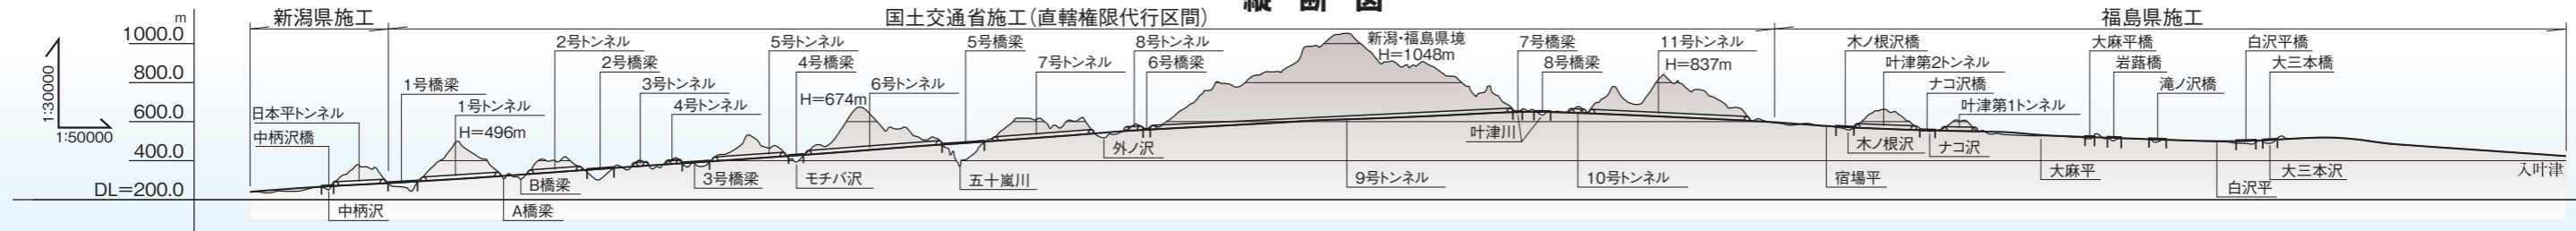 縦断図
新潟県施工
国土交通省施工(直轄権限代行区間)
福島県施工
m
1000.0
800.0
600.0
400.0
DL=200.0
1:30000
1:50000
日本平トンネル
中柄沢橋
中柄沢
1号橋梁
1号トンネル
H=496m
A橋梁
B橋梁
2号トンネル
2号橋梁
3号トンネル
4号トンネル
3号橋梁
5号トンネル
4号橋梁
H=674m
6号トンネル
モチバ沢
5号橋梁
五十嵐川
7号トンネル
8号トンネル
6号橋梁
外ノ沢
新潟・福島県境
H=1048m
9号トンネル
7号橋梁
8号橋梁
叶津川
11号トンネル
H=837m
10号トンネル
木ノ根沢橋
叶津第2トンネル
ナコ沢橋
叶津第1トンネル
宿場平
木ノ根沢
ナコ沢
大麻平橋
岩蕗橋
滝ノ沢橋
大麻平
白沢平橋
大三本橋
白沢平
大三本沢
入叶津